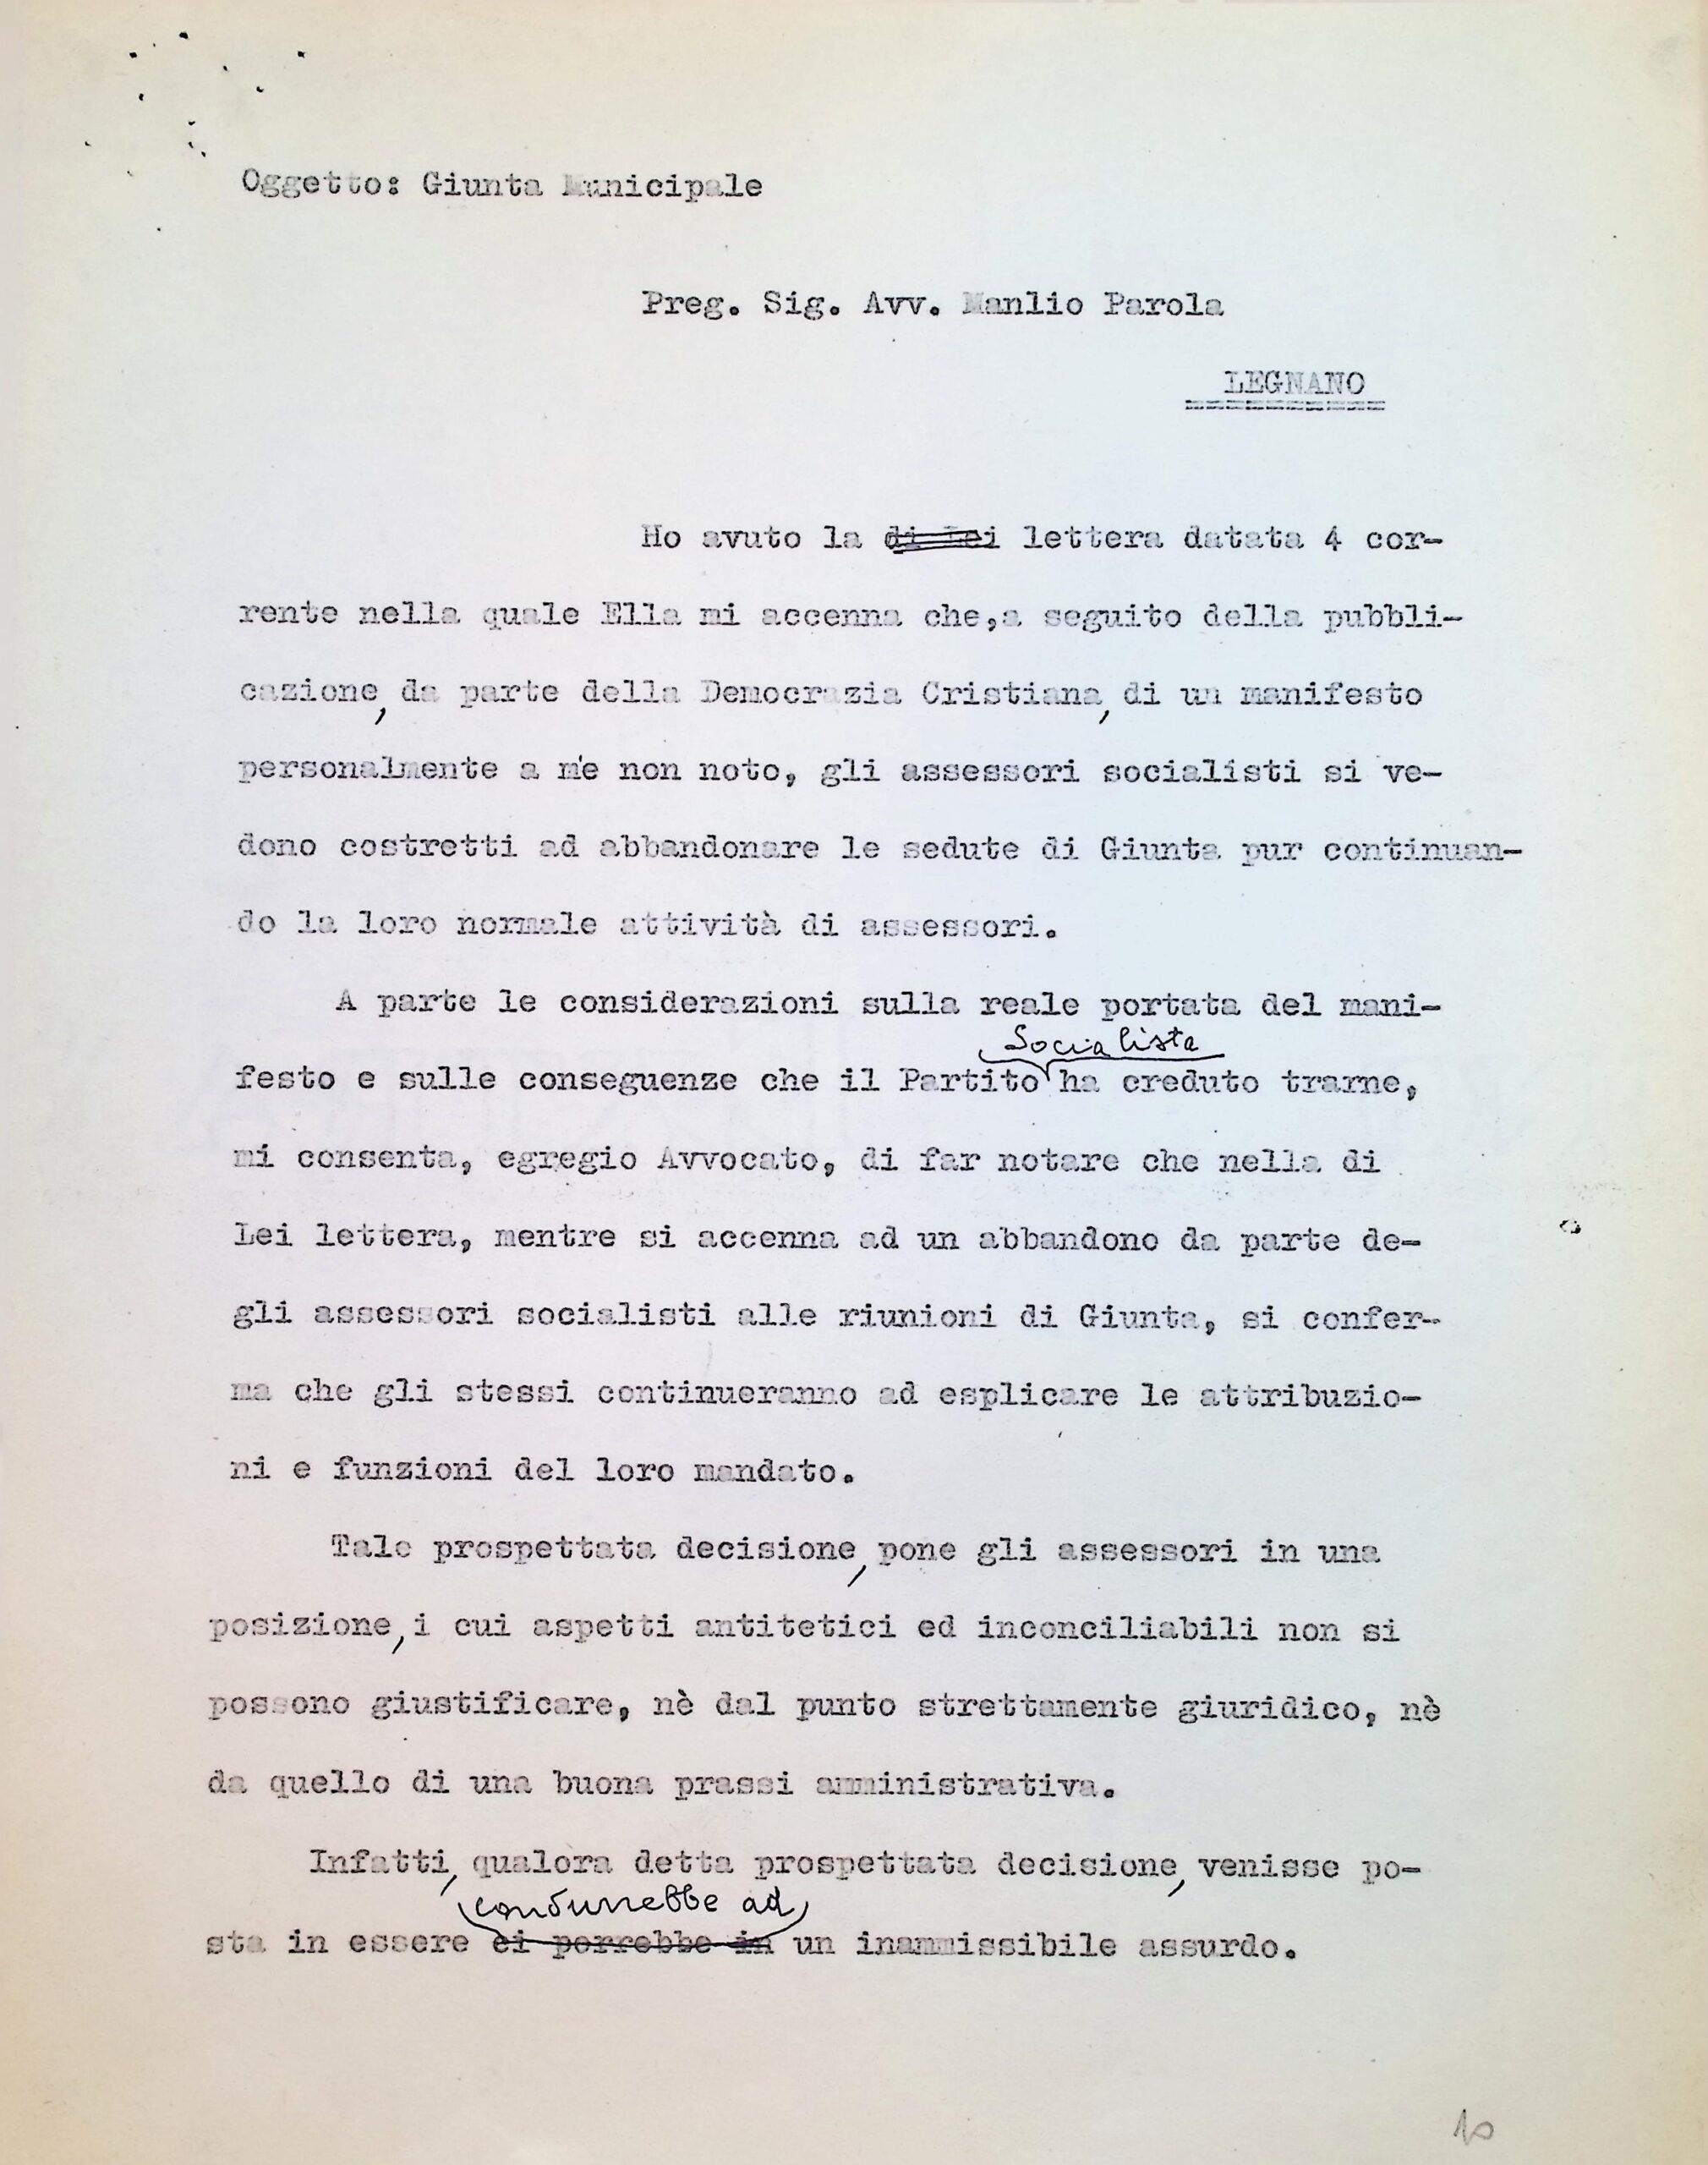 Oggetto: Giunta Municipale
Preg. Sig. Avv. Manlio Parola
LEGNANO
Ho avuto la di Lei lettera datata 4 cor-
rente nella quale Ella mi accenna che,a seguito della pubbli-
cazione, da parte della Democrazia Cristiana, di un manifesto
personalmente a me non noto, gli assessori socialisti si ve-
dono costretti ad abbandonare le sedute di Giunta pur continuan-
do la loro normale attività di assessori.
A parte le considerazioni sulla reale portata del mani-
Socialista
festo e sulle conseguenze che il Partito ha creduto trarne,
mi consenta, egregio Avvocato, di far notare che nella di
Lei lettera, mentre si accenna ad un abbandono da parte de-
gli assessori socialisti alle riunioni di Giunta, si confer-
ma che gli stessi continueranno ad esplicare le attribuzio-
ni e funzioni del loro mandato.
Tale prospettata decisione, pone gli assessori in una
posizione, i cui aspetti antitetici ed inconciliabili non si
possono giustificare, nè dal punto strettamente giuridico, nè
da quello di una buona prassi amministrativa.
Infatti, qualora detta prospettata decisione, venisse po-
condurrebbe ad
sta in essere ci porrebbe in un inammissibile assurdo.
10